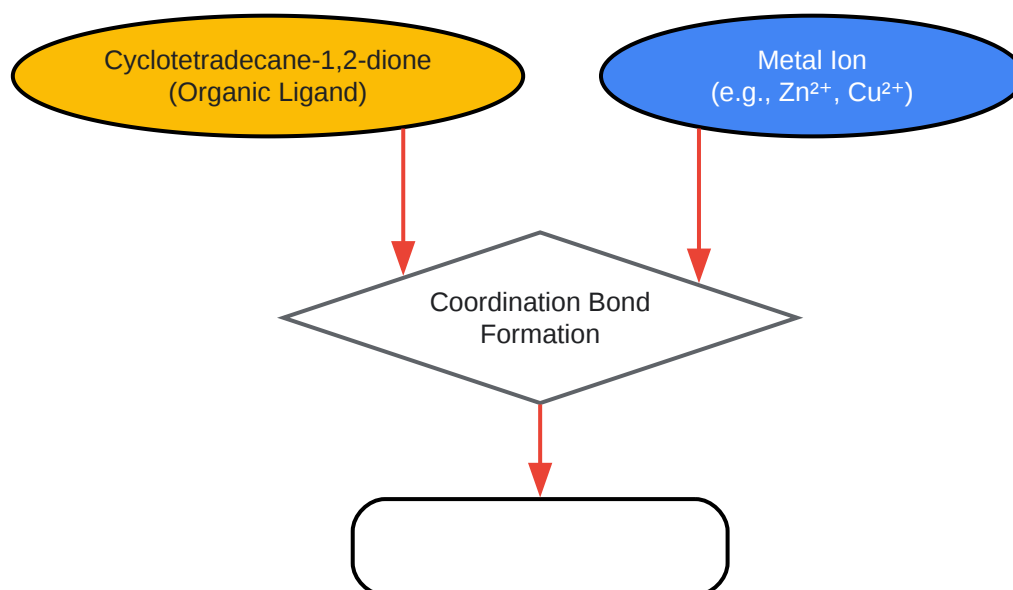 Cyclotetradecane-1,2-dione
(Organic Ligand)
Metal Ion
(e.g., Zn²⁺, Cu²⁺)
Coordination Bond
Formation